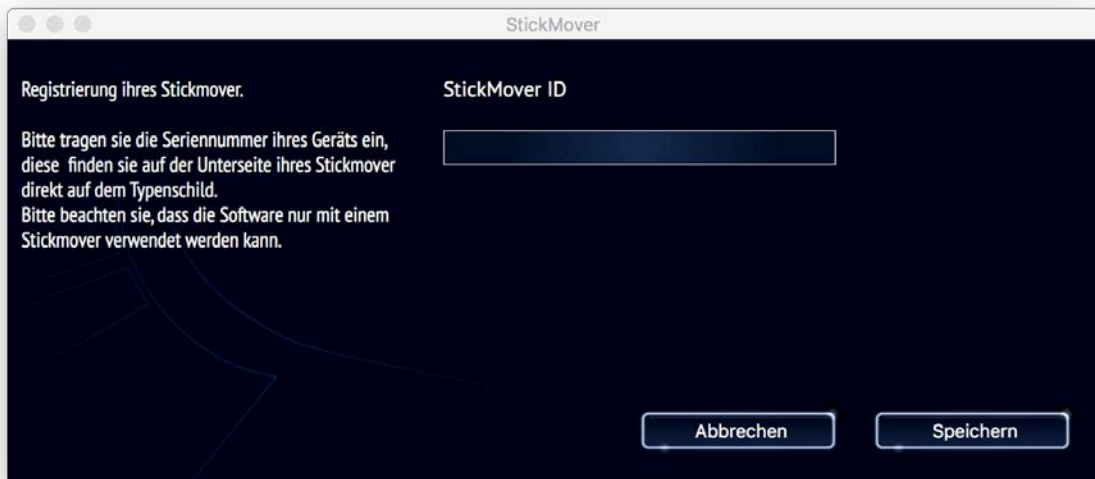 StickMover
Registrierung ihres Stickmover.
Bitte tragen sie die Seriennummer ihres Geräts ein,
diese finden sie auf der Unterseite ihres Stickmover
direkt auf dem Typenschild.
Bitte beachten sie, dass die Software nur mit einem
Stickmover verwendet werden kann.
StickMover ID
Abbrechen
Speichern